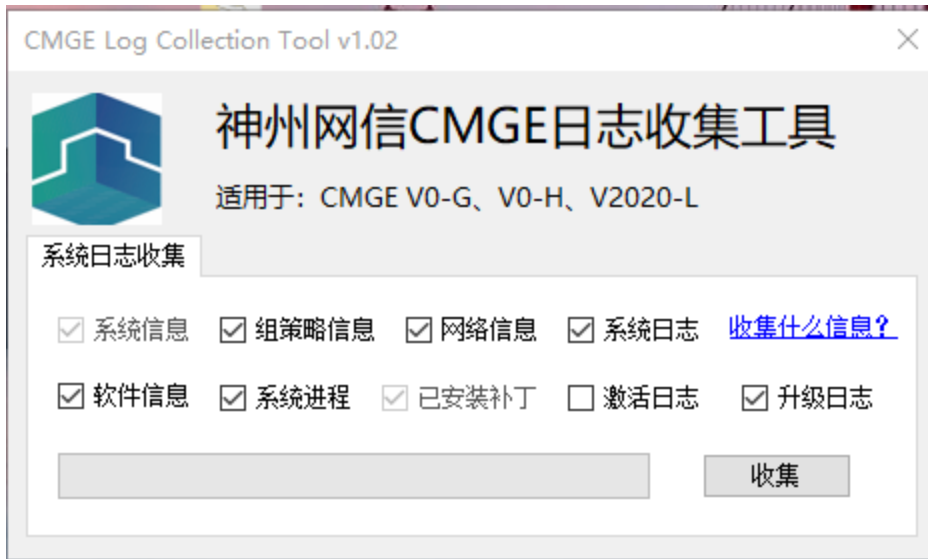 CMGE Log Collection Tool v1.02
神州网信CMGE日志收集工具
适用于：CMGE V0-G、V0-H、V2020-L
系统日志收集
系统信息 组策略信息 网络信息 系统日志 收集什么信息？
软件信息 系统进程 已安装补丁 激活日志 升级日志
收集